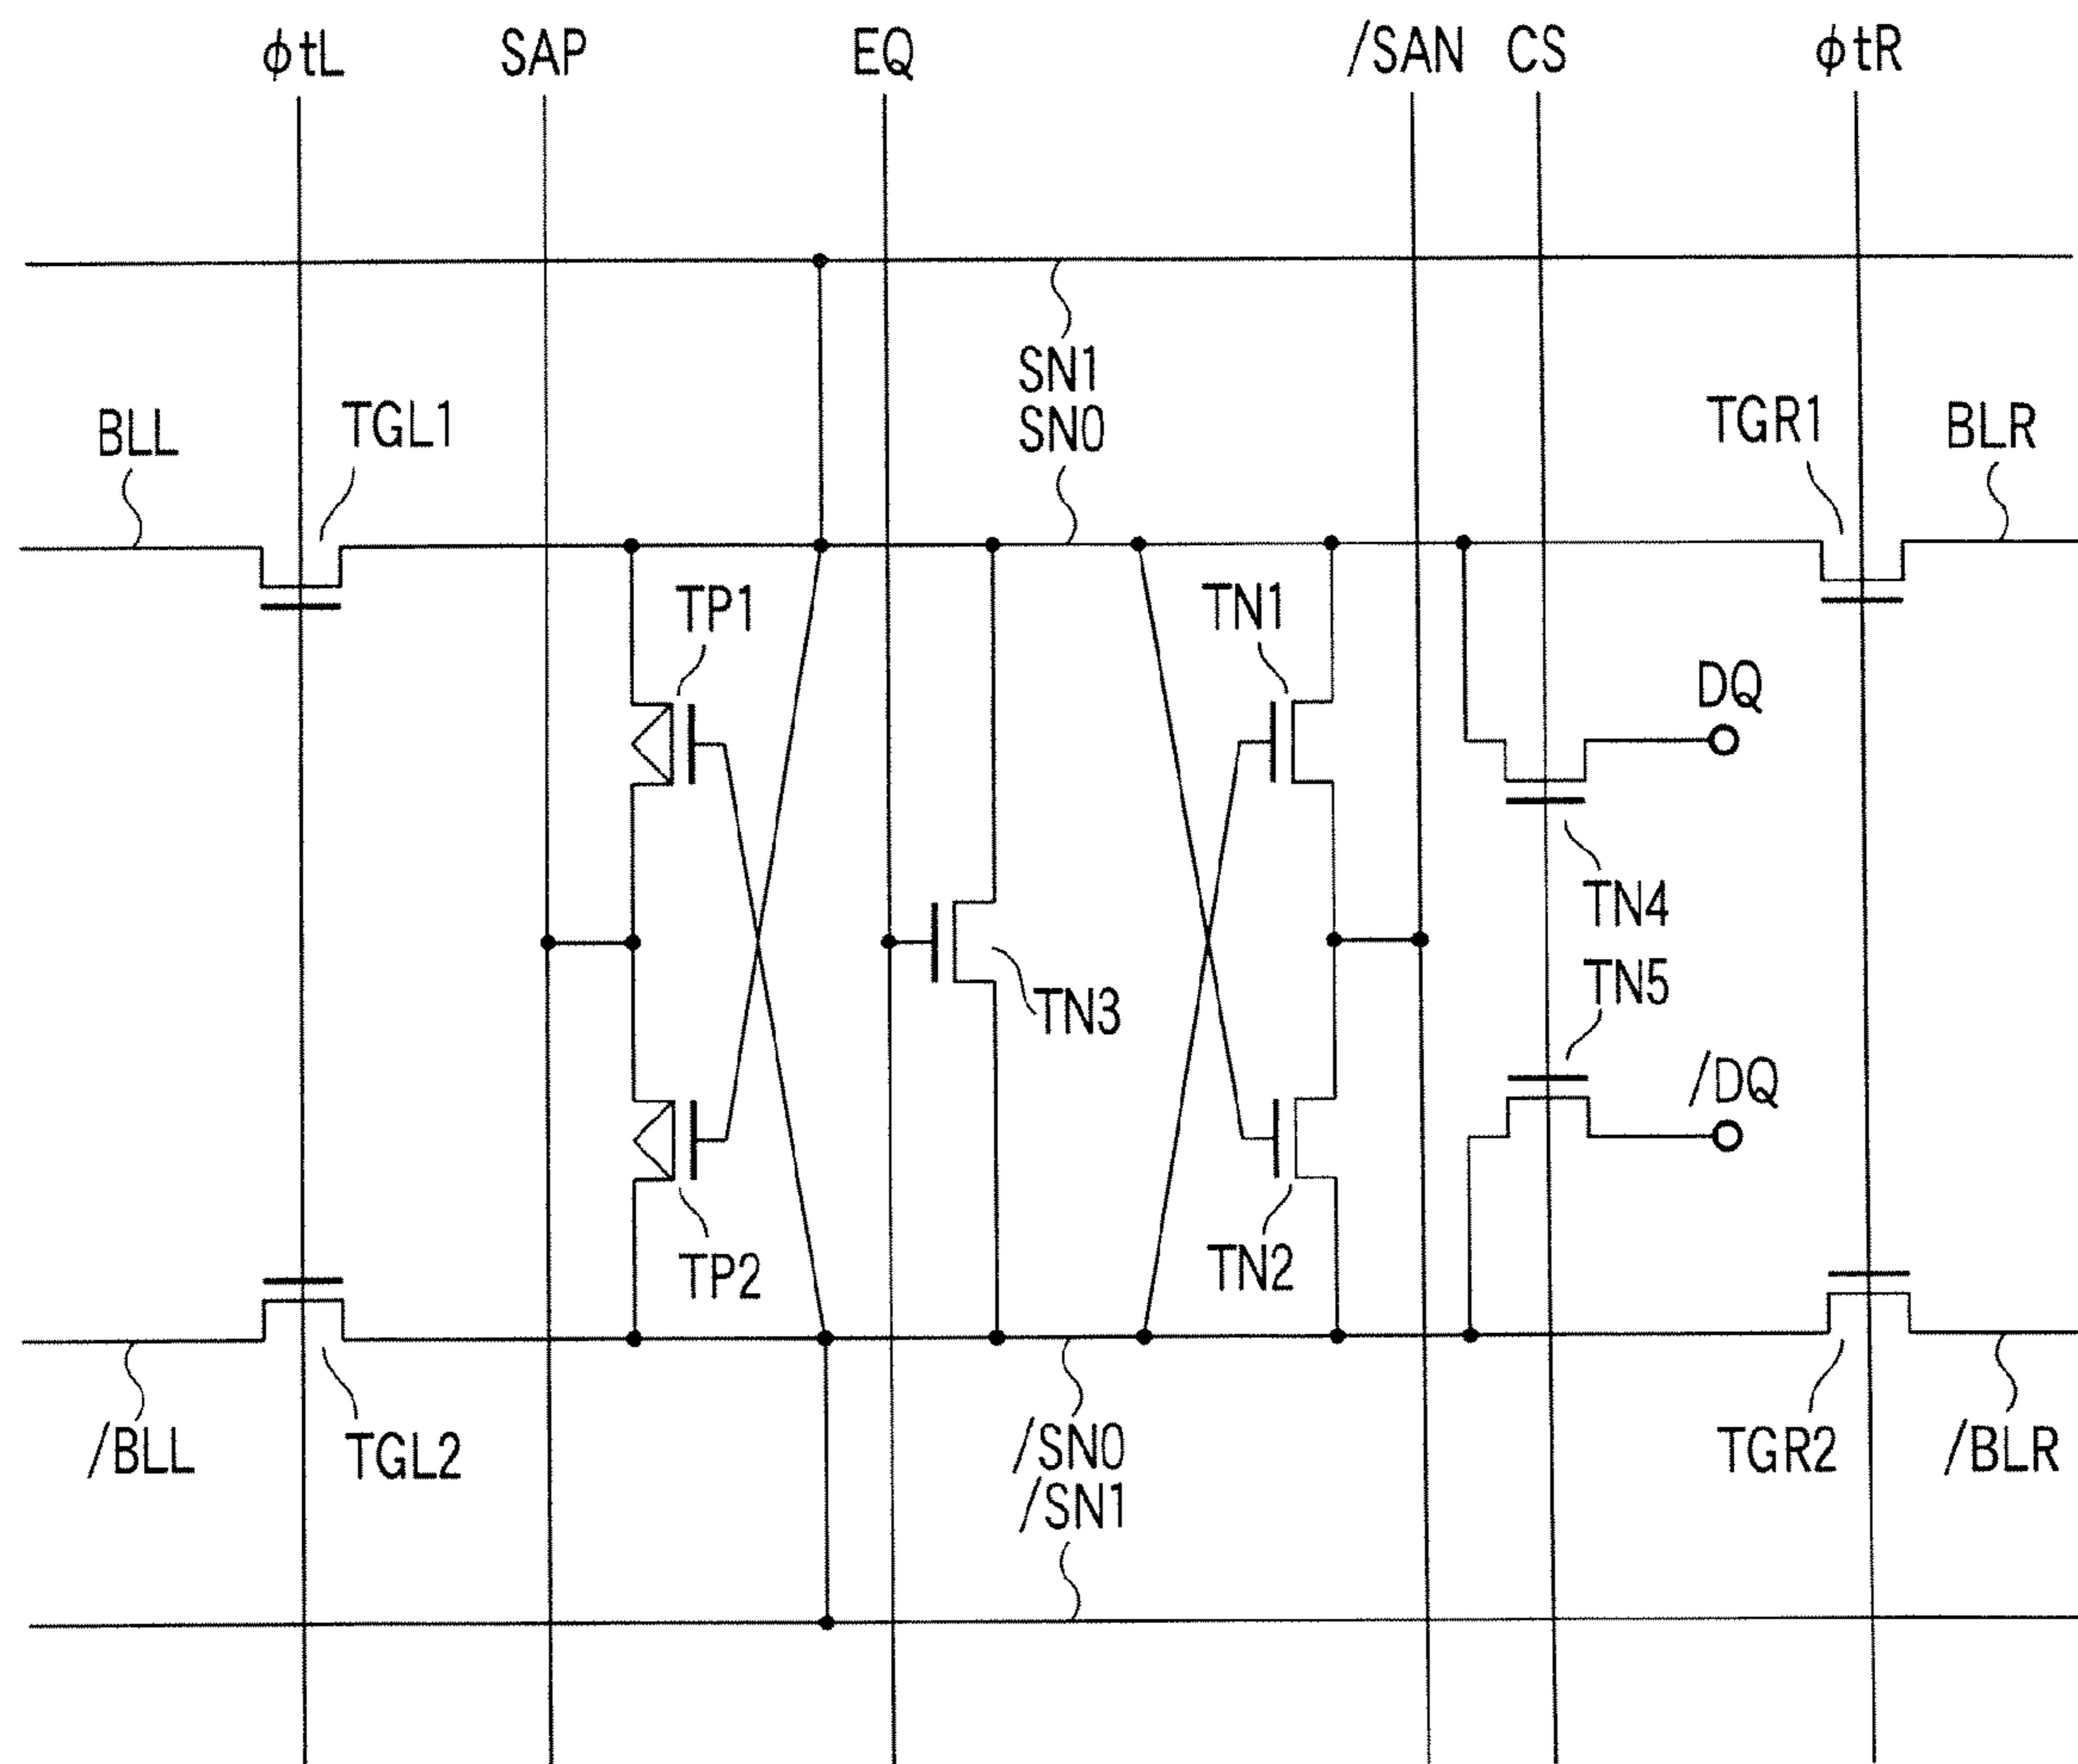 φtL
SAP
EQ
/SAN
CS
φtR
SN1
SN0
BLL
TGL1
TGR1
BLR
TP1
TN1
DQ
TN4
TN5
TN3
/DQ
TP2
TN2
/BLL
TGL2
/SN0
/SN1
TGR2
/BLR